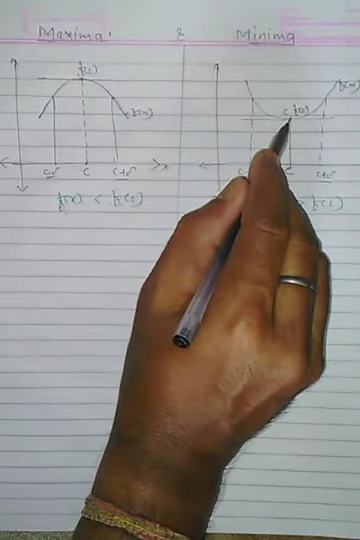 Maxima & Minima
f(c)
f(x)
c f(c)
f(x)
c-δ c c+δ x
c c+δ
f(x) < f(c)
> f(c)